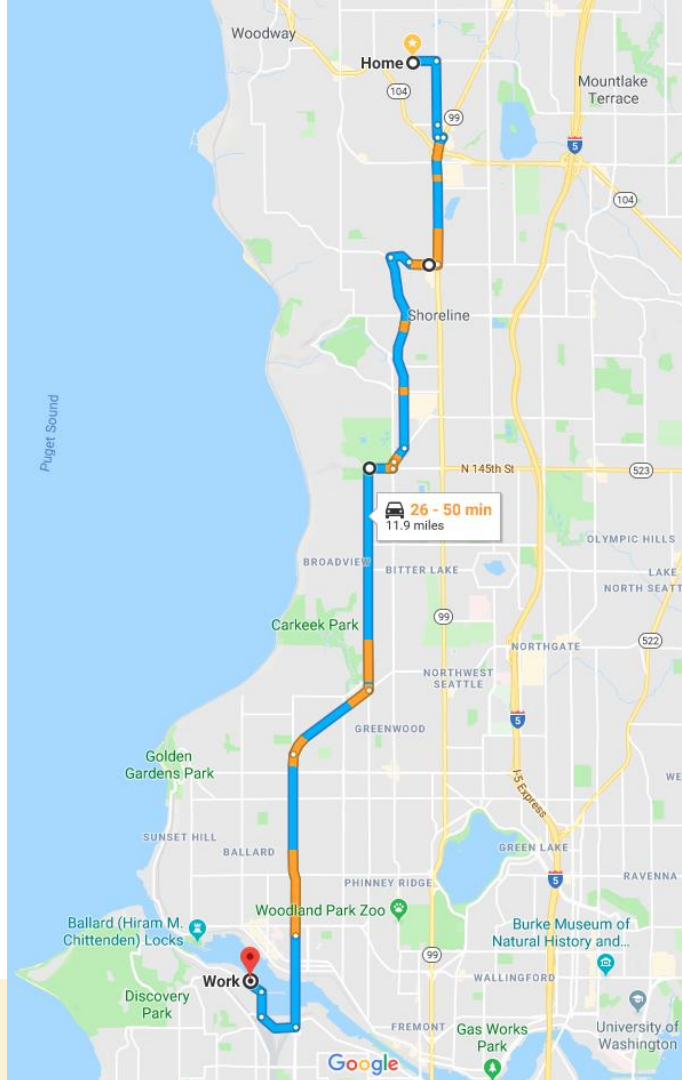 Woodway
Home
104
99
Mountlake
Terrace
5
104
Shoreline
Puget Sound
N 145th St
523
26 - 50 min
11.9 miles
OLYMPIC HILLS
BROADVIEW
BITTER LAKE
LAKE
NORTH SEATT
Carkeek Park
99
522
NORTHGATE
NORTHWEST
SEATTLE
5
GREENWOOD
Golden
Gardens Park
I-5 Express
WE
SUNSET HILL
BALLARD
GREEN LAKE
5
PHINNEY RIDGE
RAVENNA
Woodland Park Zoo
Ballard (Hiram M.
Chittenden) Locks
Burke Museum of
Natural History and...
99
Work
WALLINGFORD
Discovery
Park
FREMONT
Gas Works
Park
University of
Washington
Google